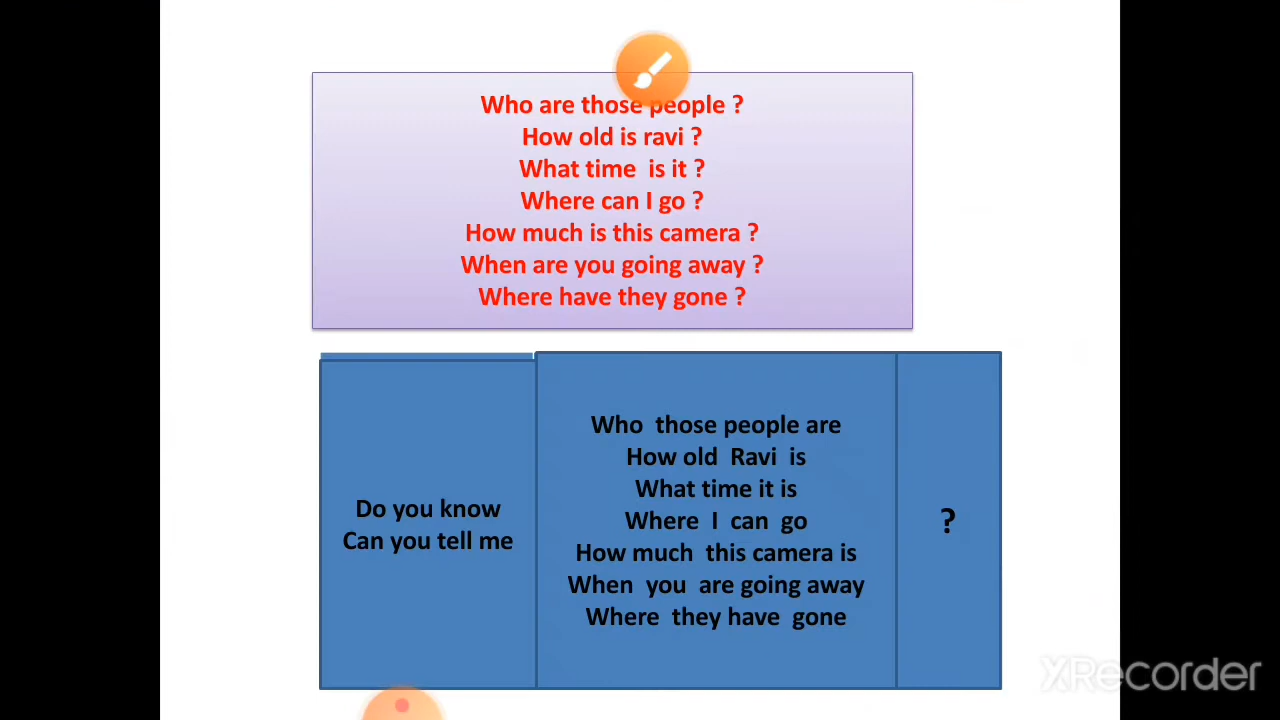 Who are those people ?
How old is ravi ?
What time is it ?
Where can I go ?
How much is this camera ?
When are you going away ?
Where have they gone ?
Do you know
Can you tell me
Who those people are
How old Ravi is
What time it is
Where I can go
How much this camera is
When you are going away
Where they have gone
?
XRecorder